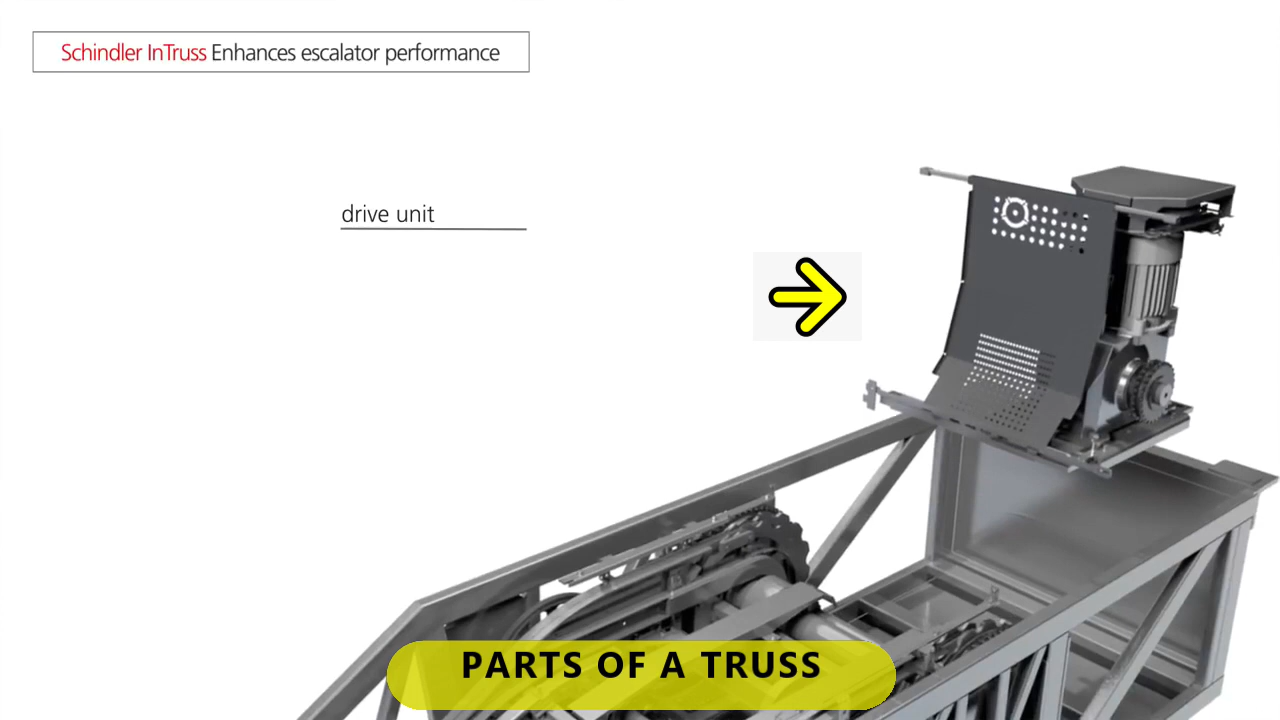 Schindler InTruss Enhances escalator performance
drive unit
PARTS OF A TRUSS